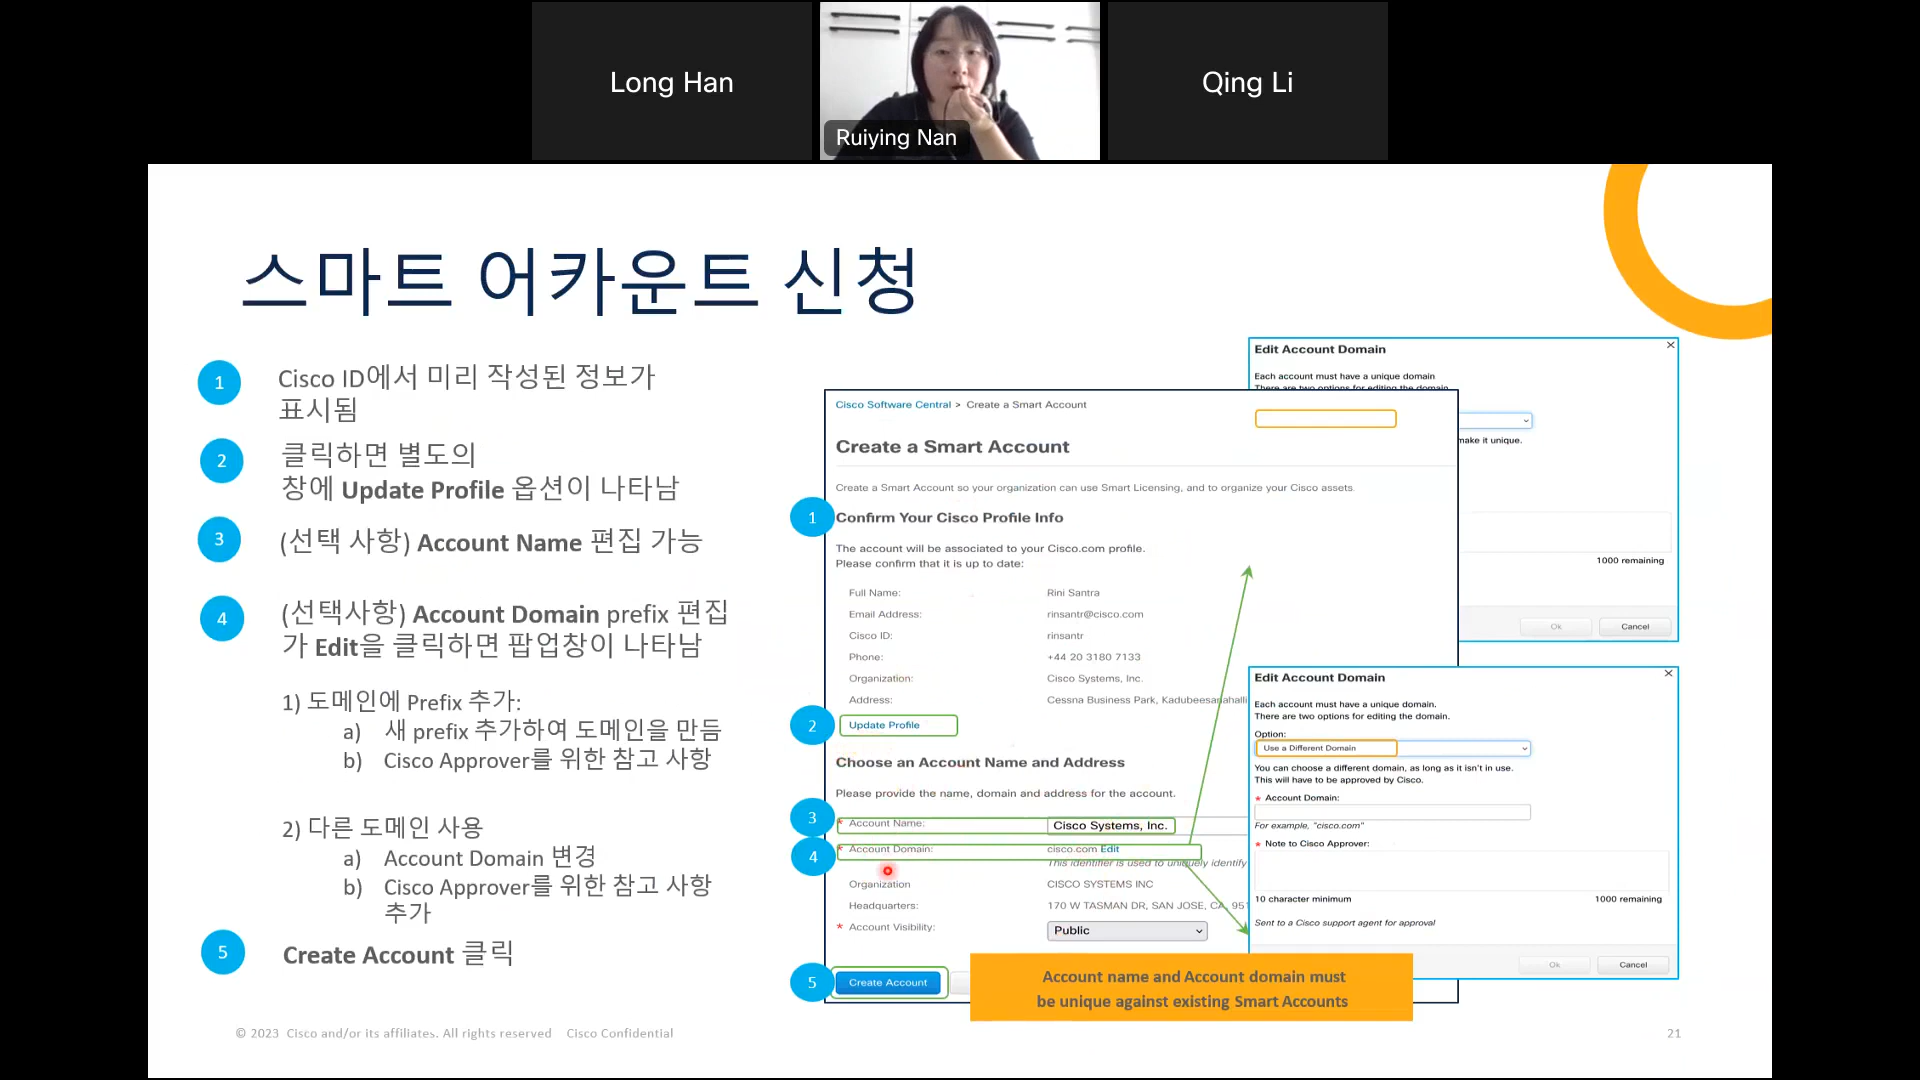 Long Han
Ruiying Nan
Qing Li
스마트 어카운트 신청
1
Cisco ID에서 미리 작성된 정보가
표시됨
2
클릭하면 별도의
창에 Update Profile 옵션이 나타남
3
(선택 사항) Account Name 편집 가능
4
(선택사항) Account Domain prefix 편집
가 Edit을 클릭하면 팝업창이 나타남
1) 도메인에 Prefix 추가:
a) 새 prefix 추가하여 도메인을 만듬
b) Cisco Approver를 위한 참고 사항
2) 다른 도메인 사용
a) Account Domain 변경
b) Cisco Approver를 위한 참고 사항
추가
5
Create Account 클릭
Cisco Software Central > Create a Smart Account
Create a Smart Account
Create a Smart Account so your organization can use Smart Licensing, and to organize your Cisco assets.
1
Confirm Your Cisco Profile Info
The account will be associated to your Cisco.com profile.
Please confirm that it is up to date:
Full Name: Rini Santra
Email Address: rinsantr@cisco.com
Cisco ID: rinsantr
Phone: +44 20 3180 7133
Organization: Cisco Systems, Inc.
Address: Cessna Business Park, Kadubeesanahalli
2
Update Profile
Choose an Account Name and Address
Please provide the name, domain and address for the account.
3
* Account Name: Cisco Systems, Inc.
4
* Account Domain: cisco.com Edit
This identifier is used to uniquely identify
Organization CISCO SYSTEMS INC
Headquarters: 170 W TASMAN DR, SAN JOSE, CA, 951
* Account Visibility: Public
5
Create Account
Account name and Account domain must
be unique against existing Smart Accounts
Edit Account Domain
Each account must have a unique domain
There are two options for editing the domain
make it unique.
1000 remaining
Ok Cancel
Edit Account Domain
Each account must have a unique domain.
There are two options for editing the domain.
Option:
Use a Different Domain
You can choose a different domain, as long as it isn't in use.
This will have to be approved by Cisco.
* Account Domain:
For example, "cisco.com"
* Note to Cisco Approver:
10 character minimum 1000 remaining
Sent to a Cisco support agent for approval
Ok Cancel
© 2023 Cisco and/or its affiliates. All rights reserved Cisco Confidential
21